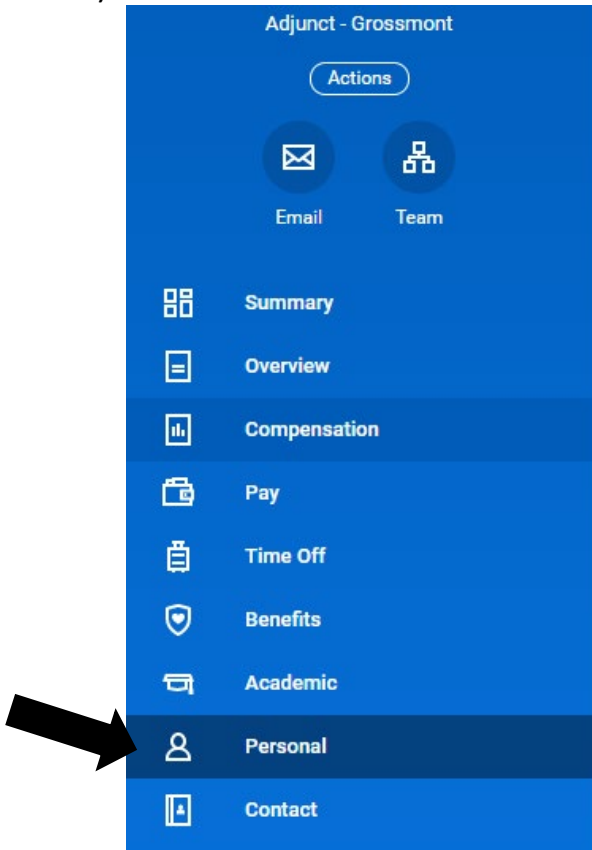 Adjunct - Grossmont
Actions
Email Team
Summary
Overview
Compensation
Pay
Time Off
Benefits
Academic
Personal
Contact